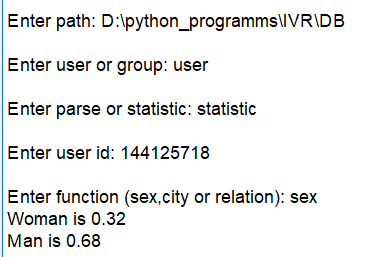 Enter path: D:\python_programms\IVR\DB
Enter user or group: user
Enter parse or statistic: statistic
Enter user id: 144125718
Enter function (sex,city or relation): sex
Woman is 0.32
Man is 0.68